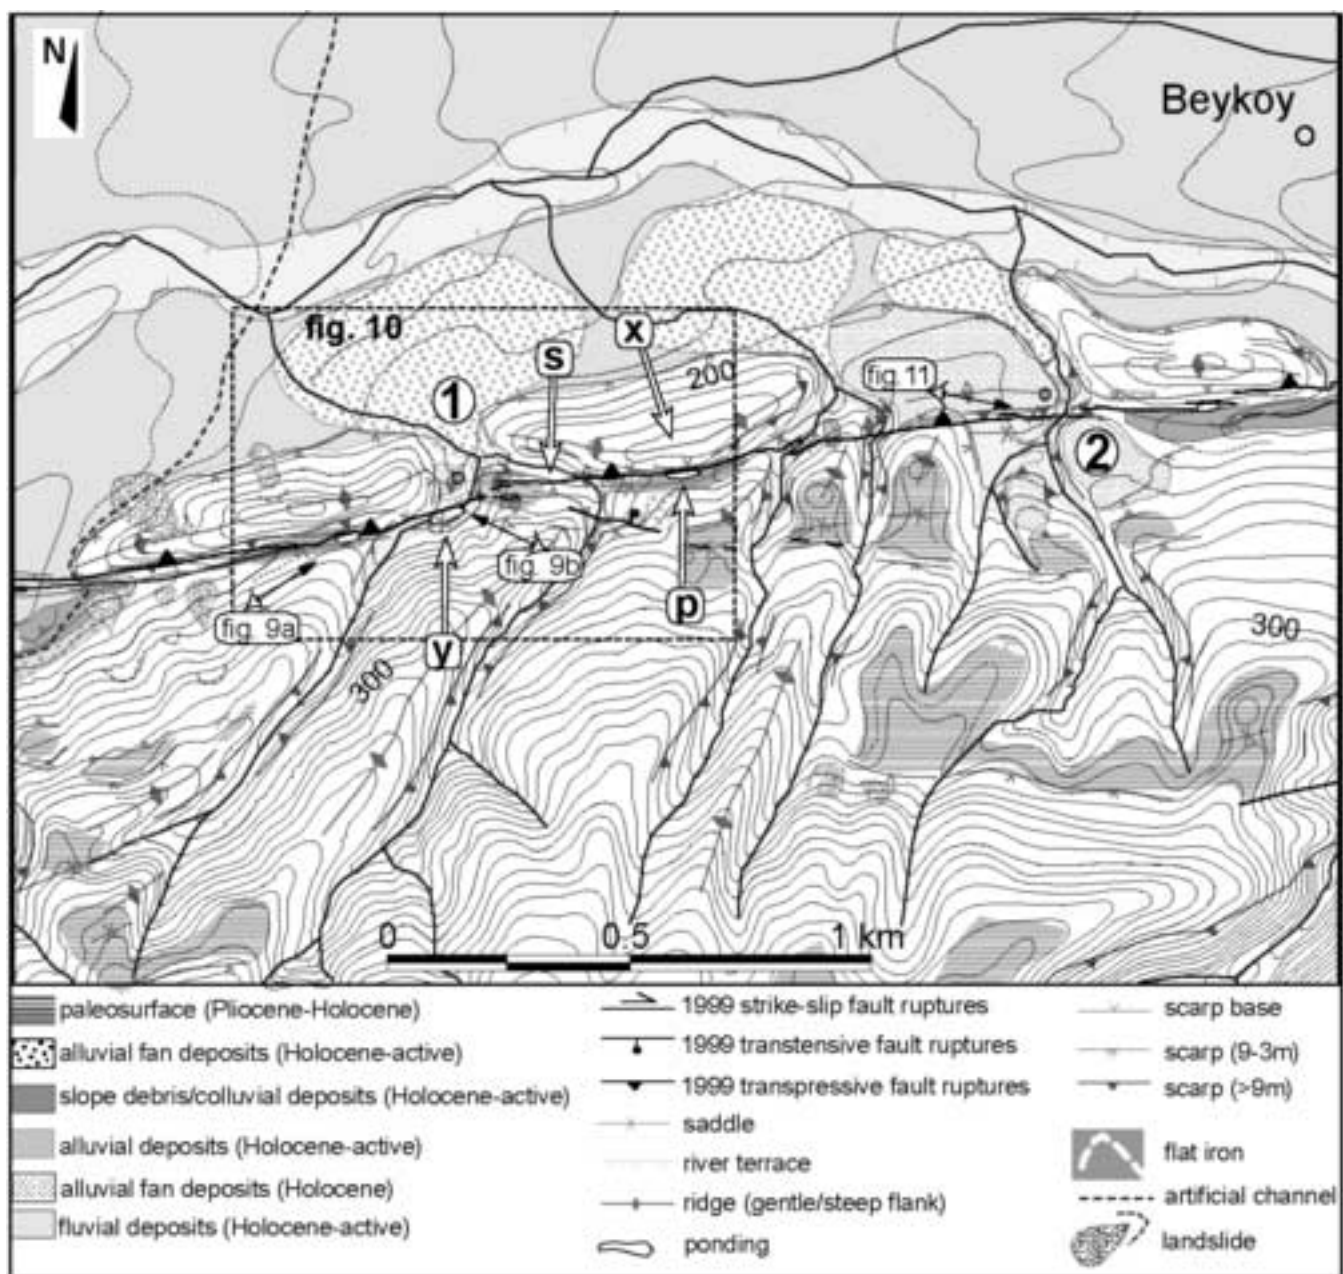 N
Beykoy
fig. 10
x
s
200
fig 11
1
2
fig. 9b
p
fig. 9a
y
300
300
0 0.5 1 km
paleosurface (Pliocene-Holocene)
alluvial fan deposits (Holocene-active)
slope debris/colluvial deposits (Holocene-active)
alluvial deposits (Holocene-active)
alluvial fan deposits (Holocene)
fluvial deposits (Holocene-active)
1999 strike-slip fault ruptures
1999 transtensive fault ruptures
1999 transpressive fault ruptures
saddle
river terrace
ridge (gentle/steep flank)
ponding
scarp base
scarp (9-3m)
scarp (>9m)
flat iron
artificial channel
landslide